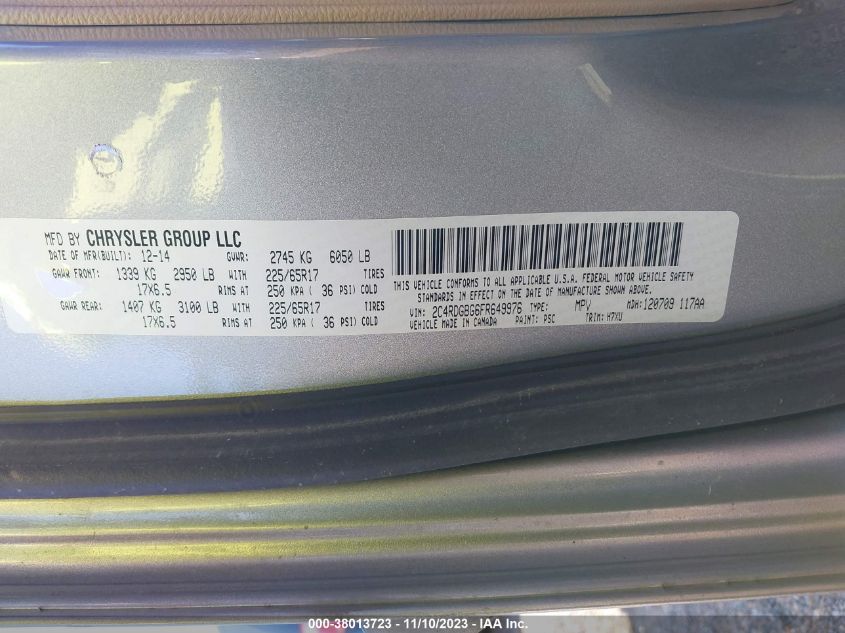 MFD BY CHRYSLER GROUP LLC
DATE OF MFR(BUILT): 12-14 GVWR: 2745 KG 6050 LB
GAWR FRONT: 1339 KG 2950 LB WITH 225/65R17 TIRES
17X6.5 RIMS AT 250 KPA ( 36 PSI) COLD
GAWR REAR: 1407 KG 3100 LB WITH 225/65R17 TIRES
17X6.5 RIMS AT 250 KPA ( 36 PSI) COLD
THIS VEHICLE CONFORMS TO ALL APPLICABLE U.S.A. FEDERAL MOTOR VEHICLE SAFETY
STANDARDS IN EFFECT ON THE DATE OF MANUFACTURE SHOWN ABOVE.
VIN: 2C4RDGBG6FR649976 TYPE: MPV MDH: 120709 117AA
VEHICLE MADE IN CANADA PAINT: PSC TRIM: H7XU
000-38013723 - 11/10/2023 - IAA Inc.